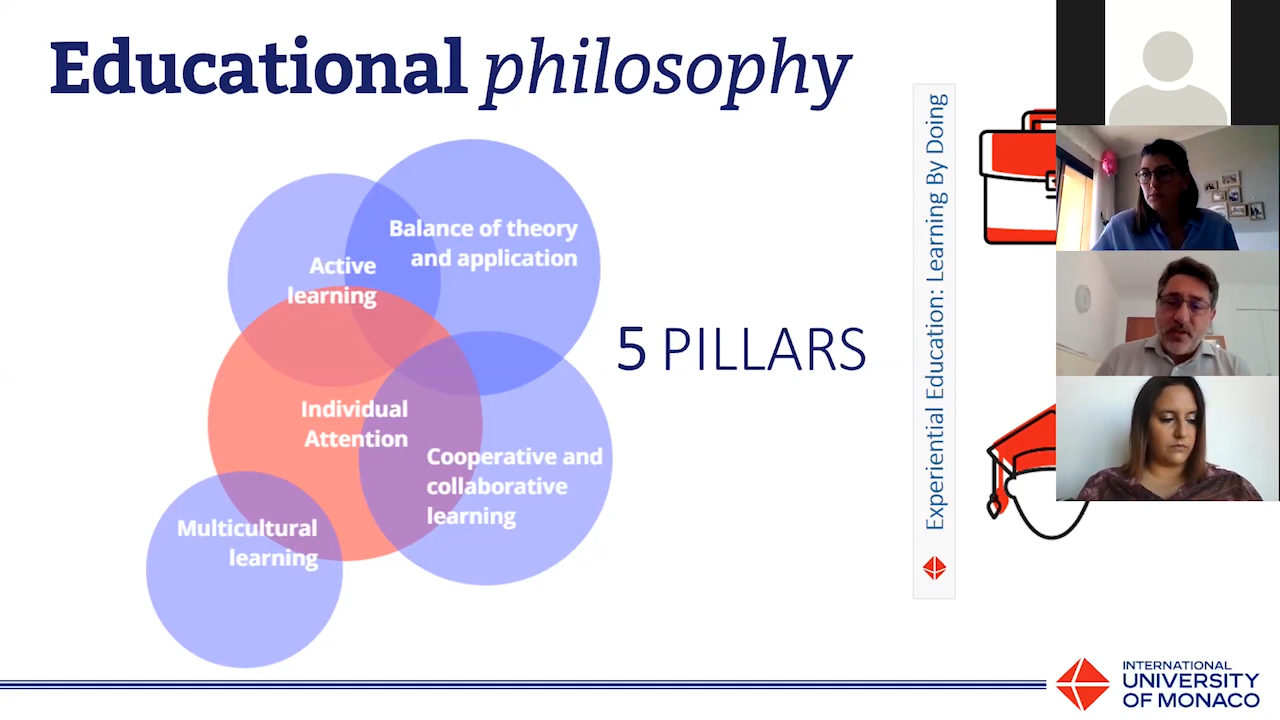 Educational philosophy
Balance of theory
and application
Active
learning
5 PILLARS
Individual
Attention
Cooperative and
collaborative
learning
Multicultural
learning
Experiential Education: Learning By Doing
INTERNATIONAL
UNIVERSITY
OF MONACO